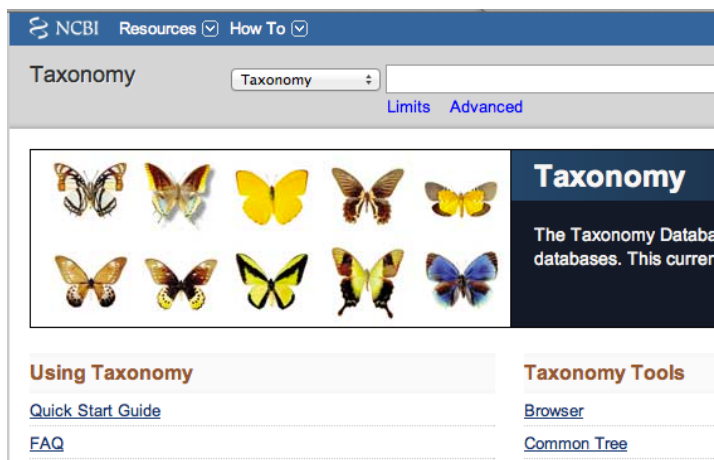 NCBI Resources How To
Taxonomy
Taxonomy
Limits Advanced
Taxonomy
The Taxonomy Databa
databases. This curren
Using Taxonomy
Quick Start Guide
FAQ
Taxonomy Tools
Browser
Common Tree